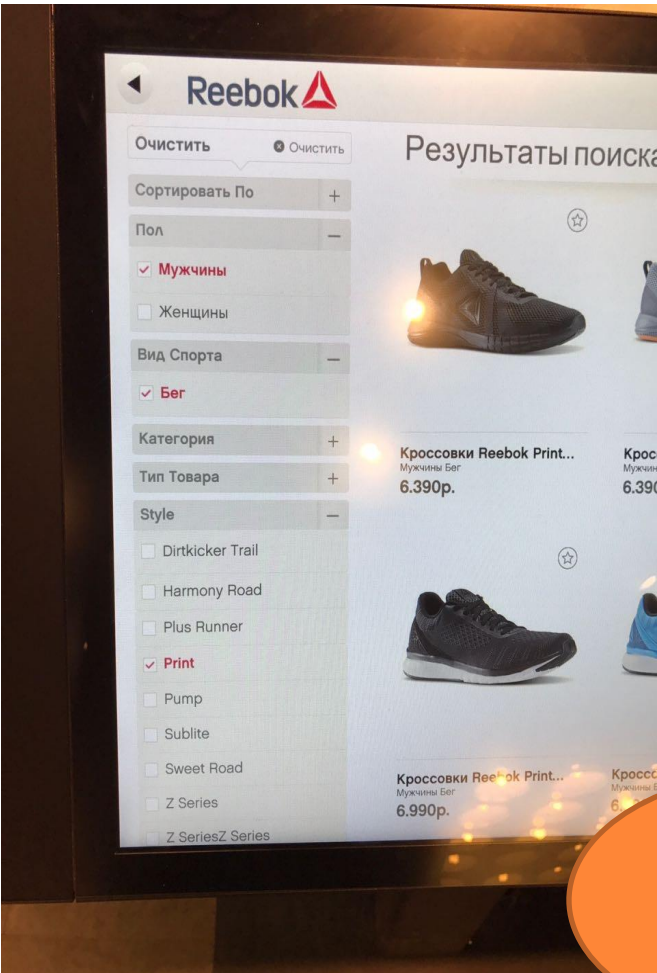 Reebok
Очистить
Очистить
Сортировать По
Пол
Мужчины
Женщины
Вид Спорта
Бег
Категория
Тип Товара
Style
Dirtkicker Trail
Harmony Road
Plus Runner
Print
Pump
Sublite
Sweet Road
Z Series
Z SeriesZ Series
Результаты поиска
Кроссовки Reebok Print...
Мужчины Бег
6.390р.
Кроссовки Reebok Print...
Мужчины Бег
6.990р.